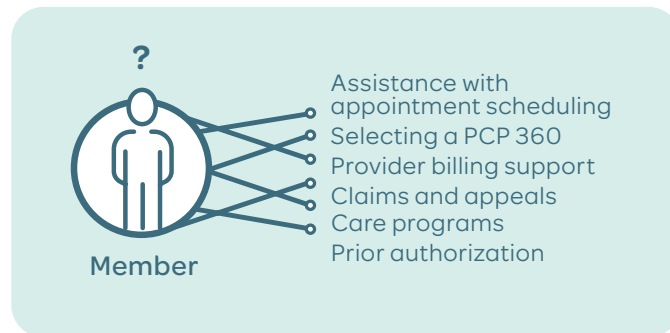 ?
Member
Assistance with
appointment scheduling
Selecting a PCP 360
Provider billing support
Claims and appeals
Care programs
Prior authorization